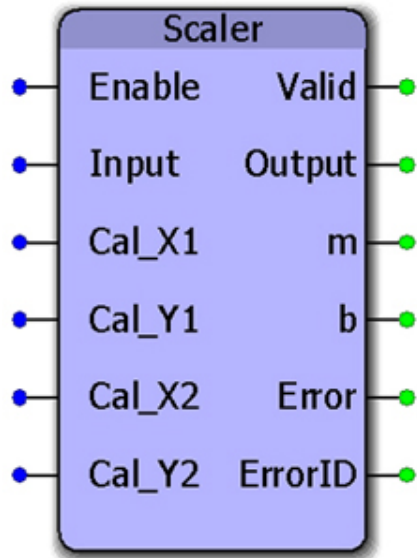 Scaler
Enable Valid
Input Output
Cal_X1 m
Cal_Y1 b
Cal_X2 Error
Cal_Y2 ErrorID